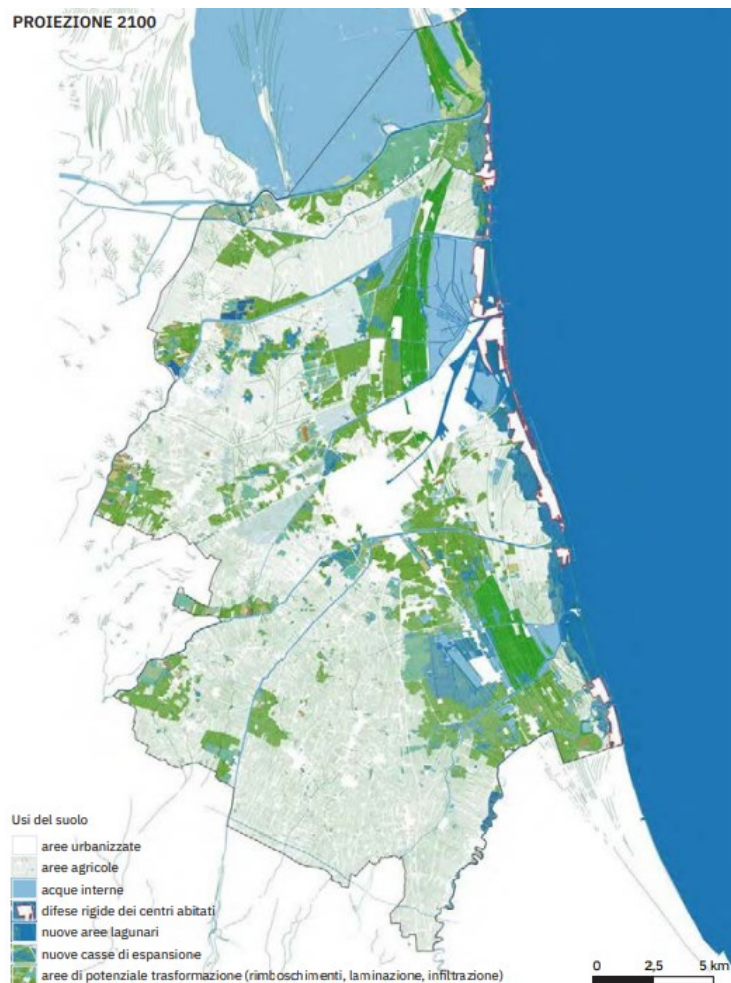 PROIEZIONE 2100
Usi del suolo
aree urbanizzate
aree agricole
acque interne
difese rigide dei centri abitati
nuove aree lagunari
nuove casse di espansione
aree di potenziale trasformazione (rimboschimenti, laminazione, infiltrazione)
0 2,5 5 km